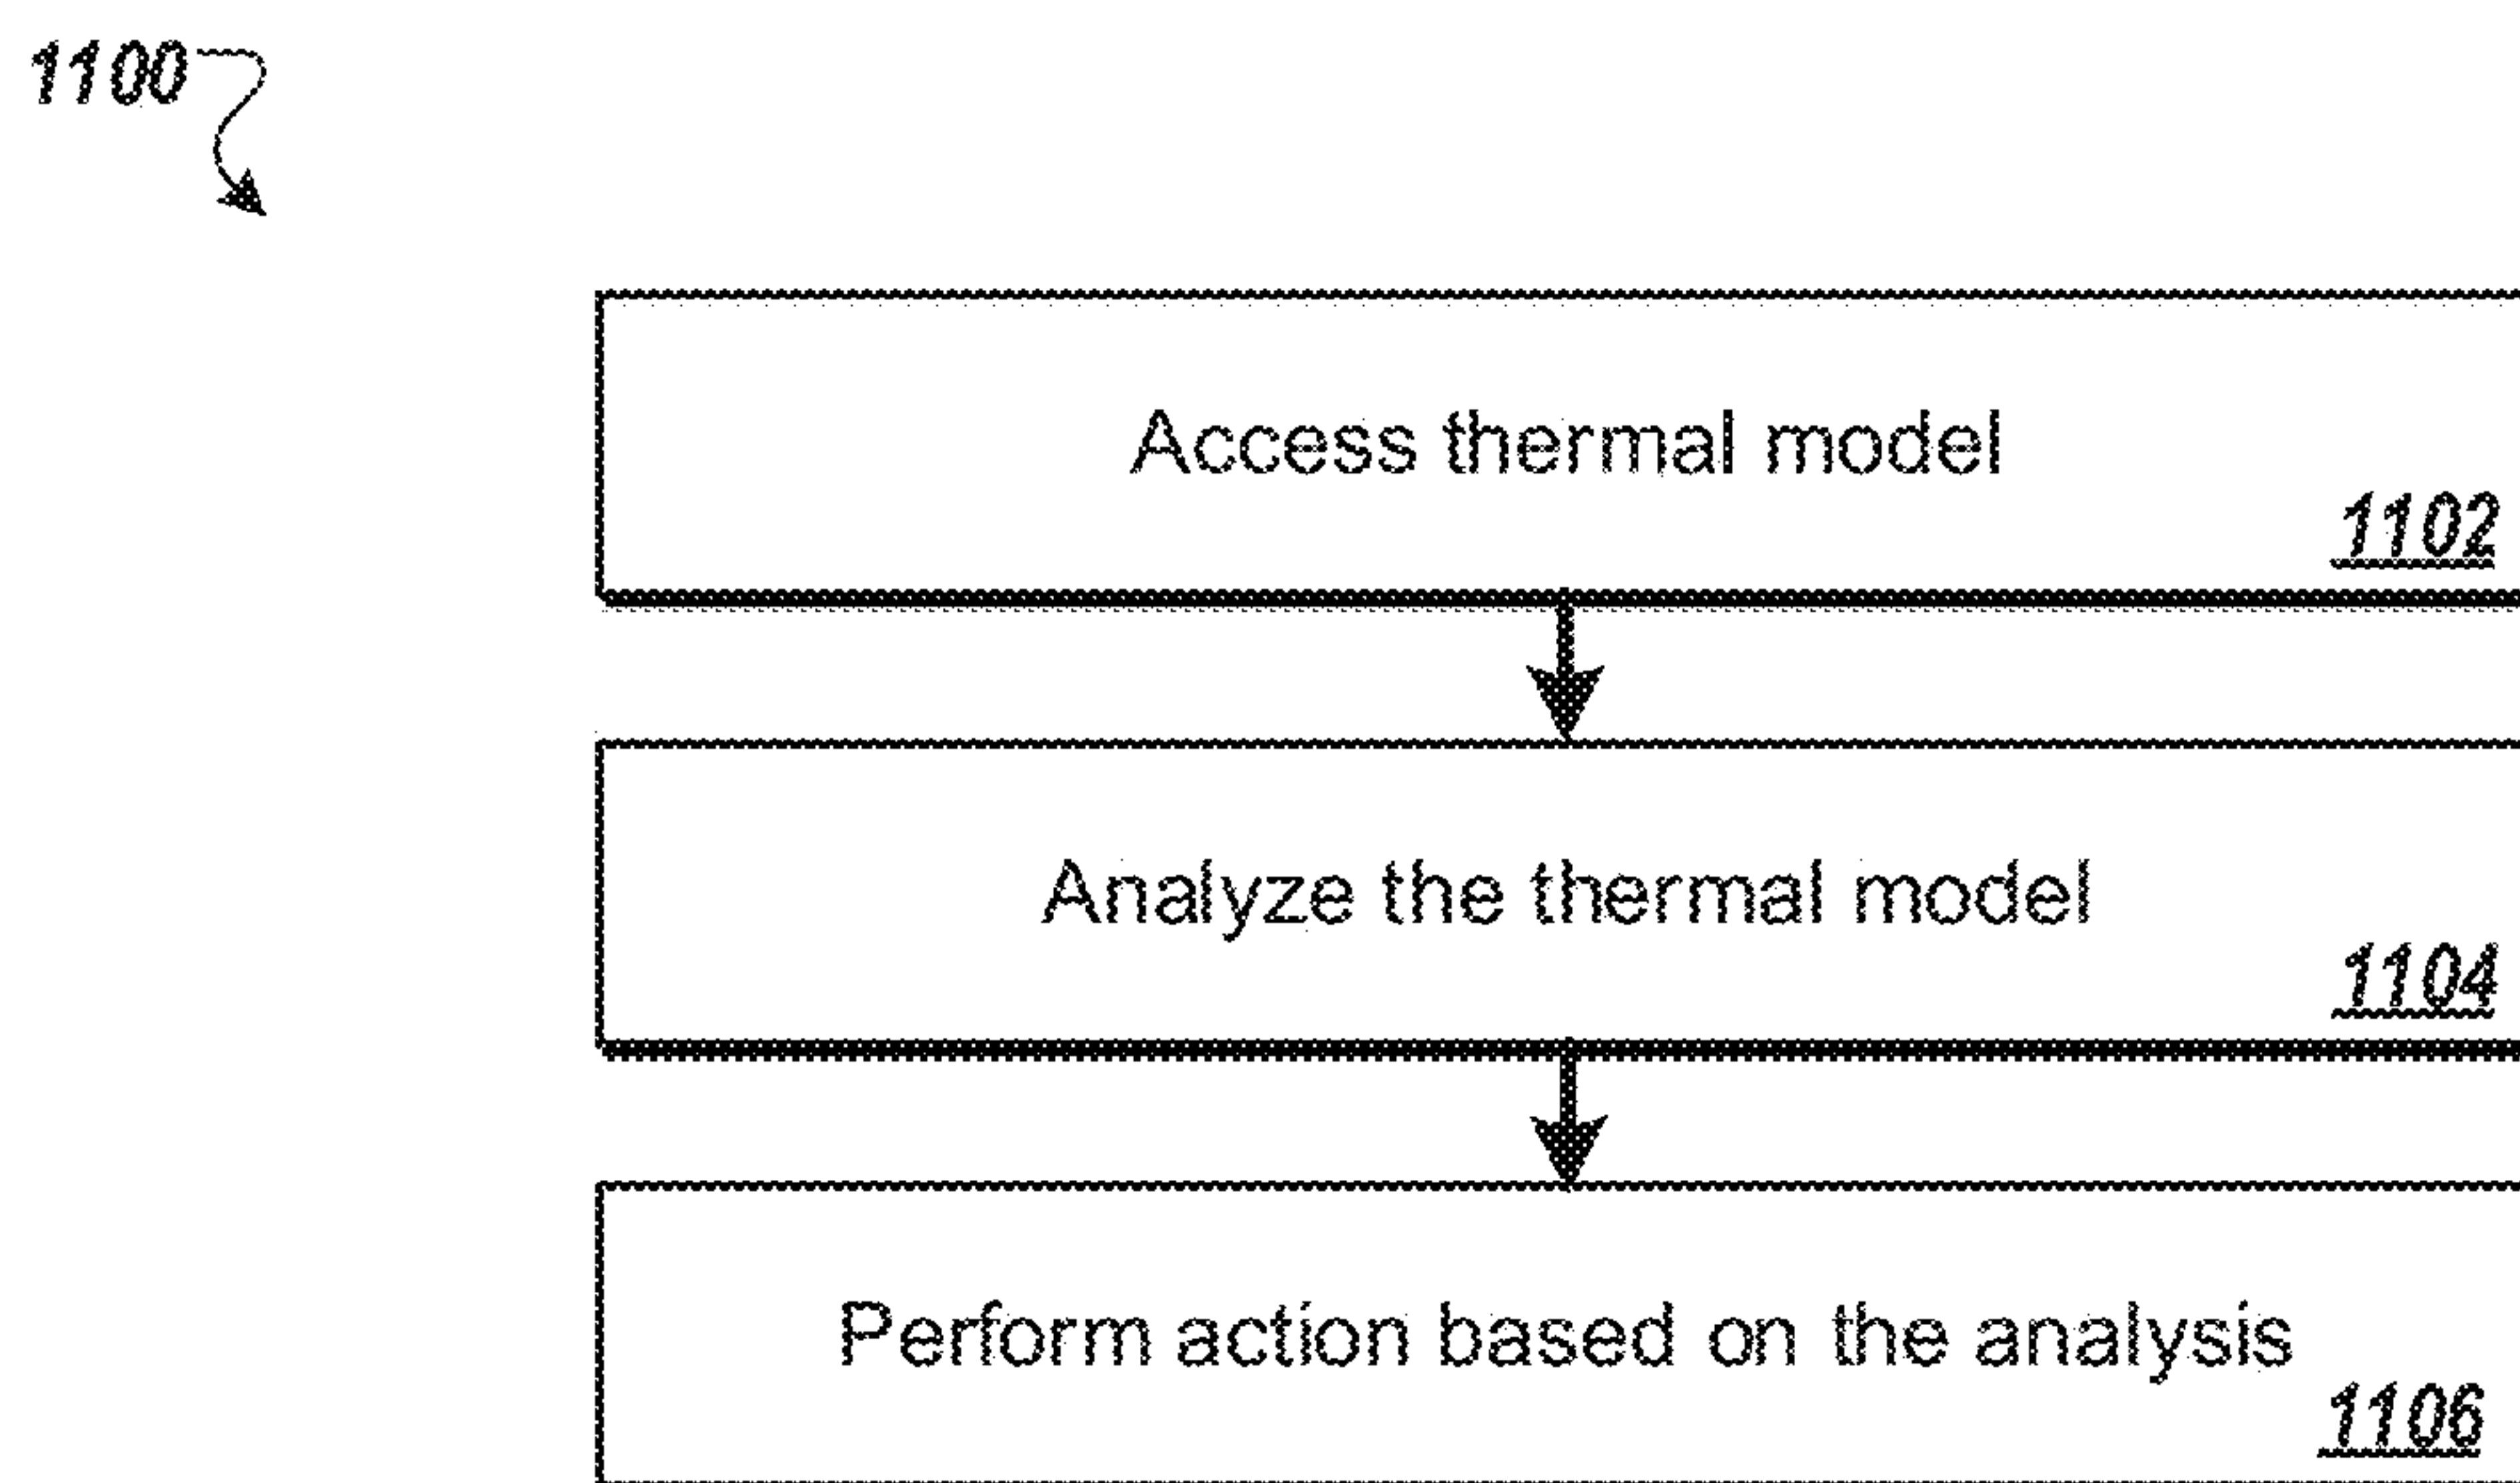 1100
Access thermal model
1102
Analyze the thermal model
1104
Perform action based on the analysis
1106